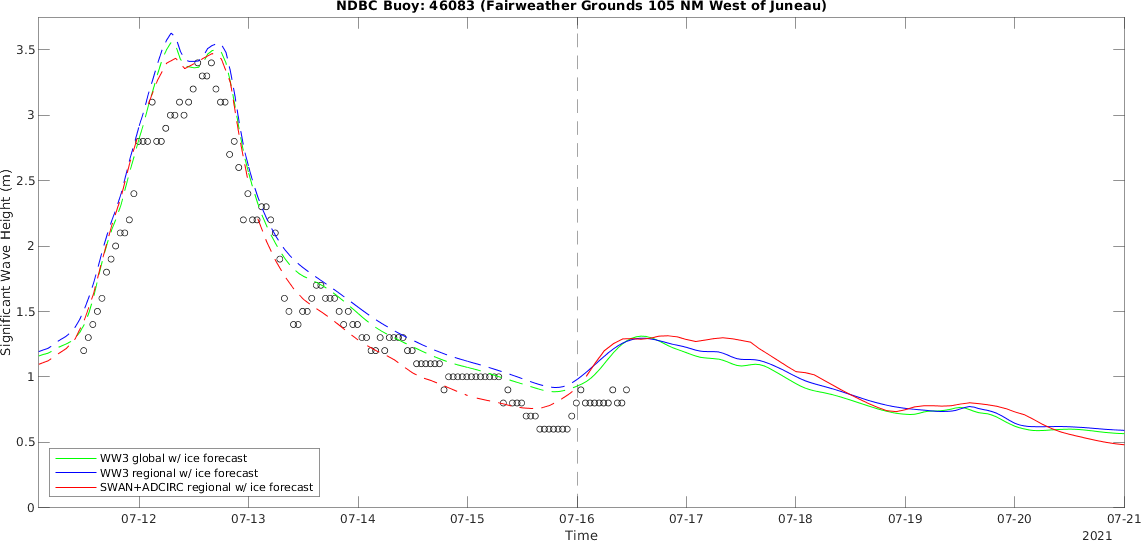 NDBC Buoy: 46083 (Fairweather Grounds 105 NM West of Juneau)
Significant Wave Height (m)
3.5
3
2.5
2
1.5
1
0.5
0
WW3 global w/ ice forecast
WW3 regional w/ ice forecast
SWAN+ADCIRC regional w/ ice forecast
07-12 07-13 07-14 07-15 07-16 07-17 07-18 07-19 07-20 07-21
Time
2021